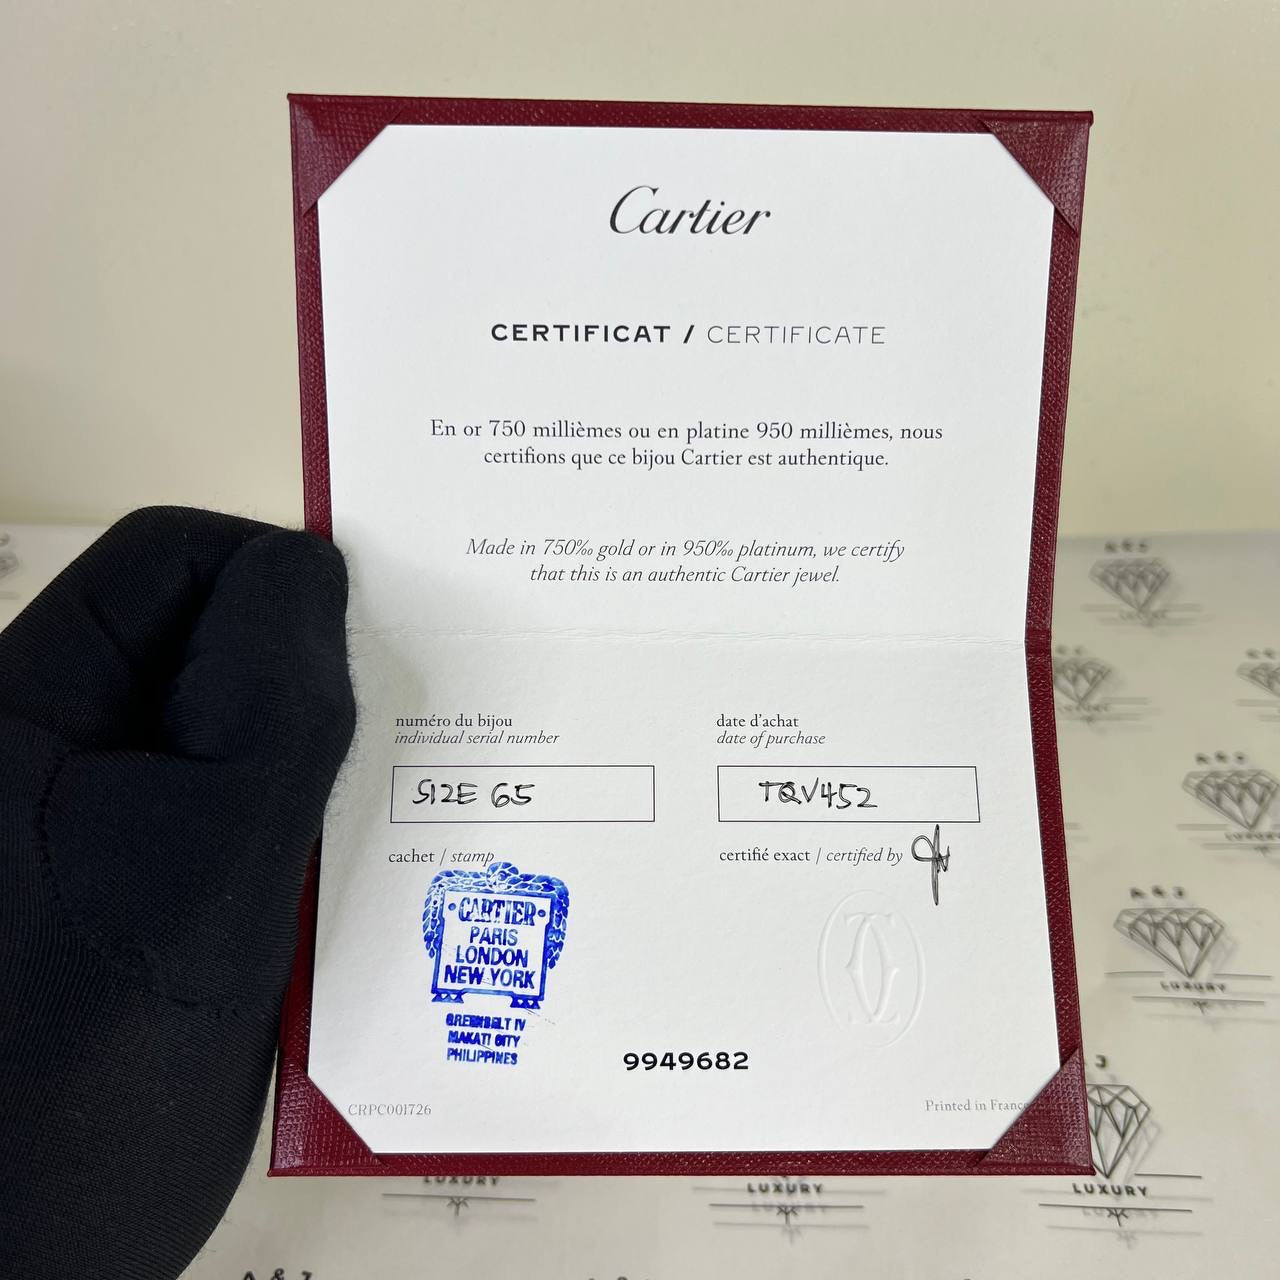 Cartier
CERTIFICAT / CERTIFICATE
En or 750 millièmes ou en platine 950 millièmes, nous
certifions que ce bijou Cartier est authentique.
Made in 750‰ gold or in 950‰ platinum, we certify
that this is an authentic Cartier jewel.
numéro du bijou
individual serial number
SIZE 65
date d'achat
date of purchase
TQV452
cachet / stamp
certifié exact / certified by
CARTIER
PARIS
LONDON
NEW YORK
GREENBELT IV
MAKATI CITY
PHILIPPINES
9949682
CRPC001726
Printed in France
A & J
LUXURY
A & J
LUXURY
LUXURY
LUXURY
LUXURY
LUXURY
A & J